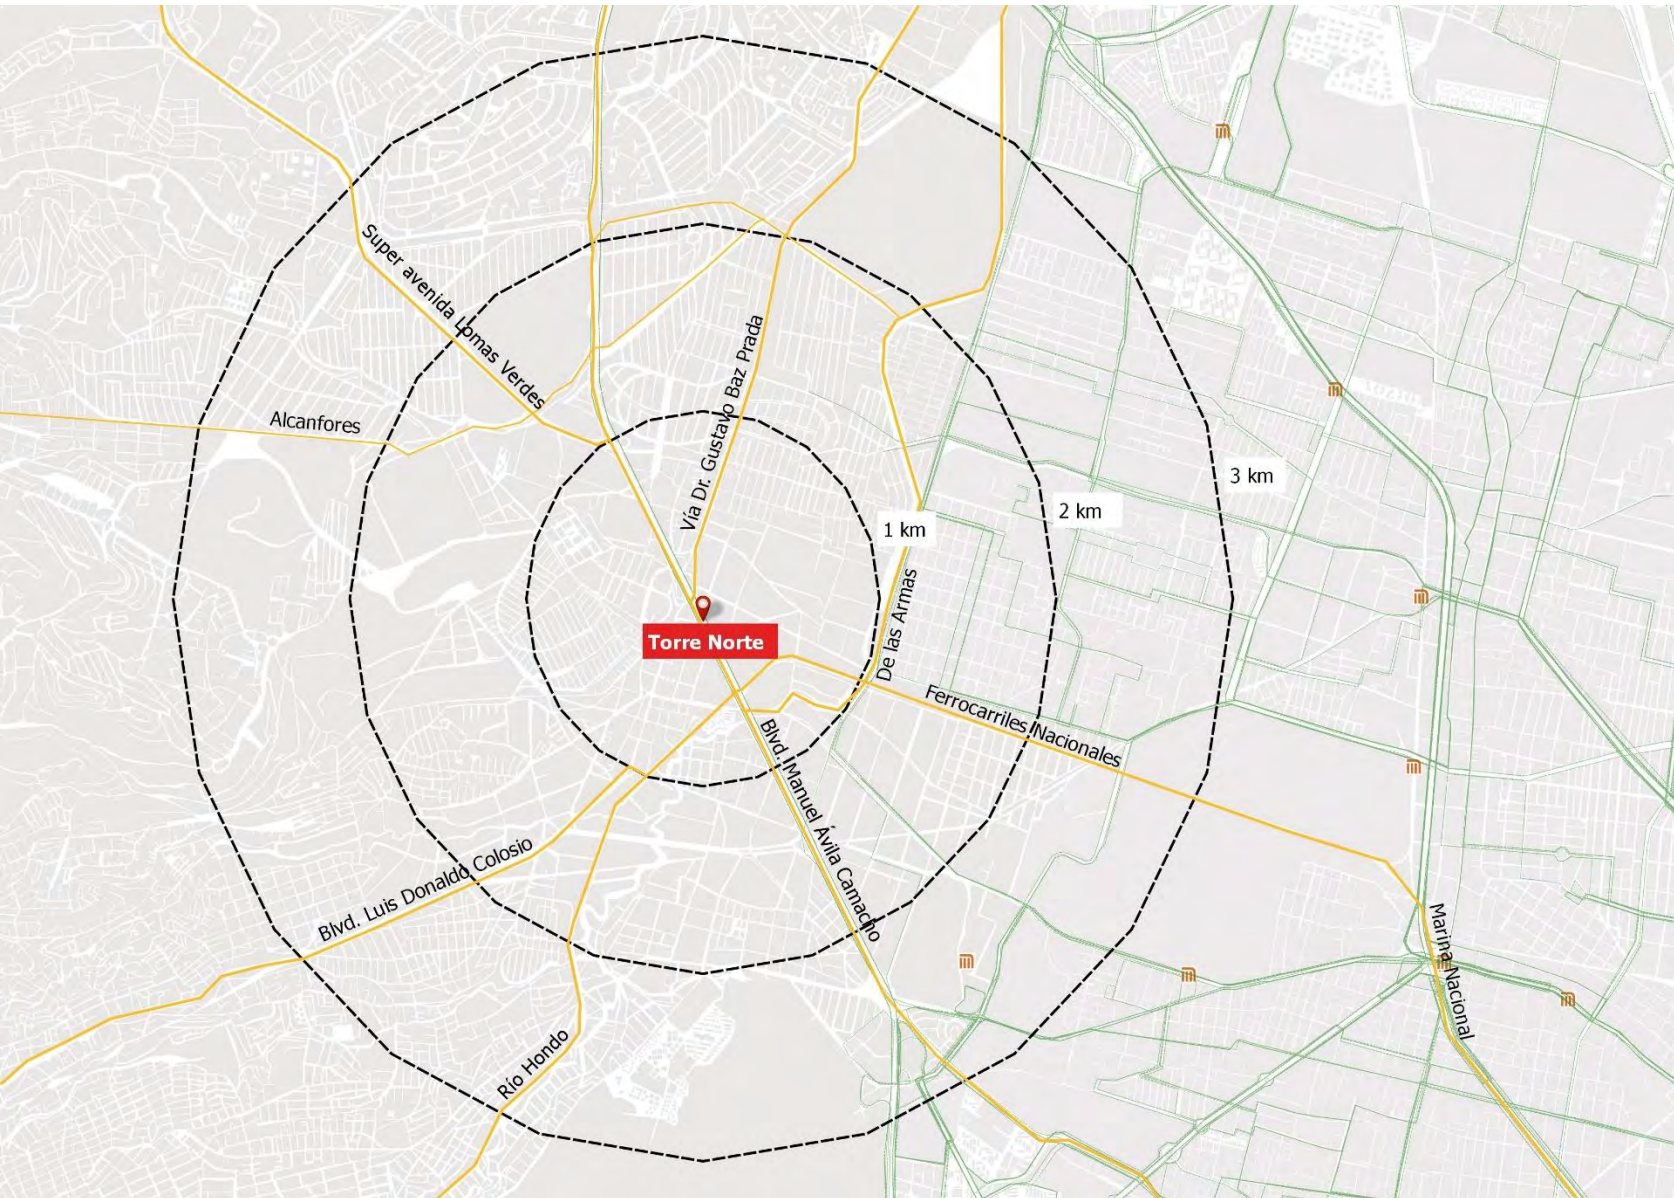 Super avenida Lomas Verdes
Alcanfores
Vía Dr. Gustavo Baz Prada
3 km
2 km
1 km
De las Armas
Torre Norte
Ferrocarriles Nacionales
Blvd. Manuel Ávila Camacho
Blvd. Luis Donaldo Colosio
Marina Nacional
Río Hondo